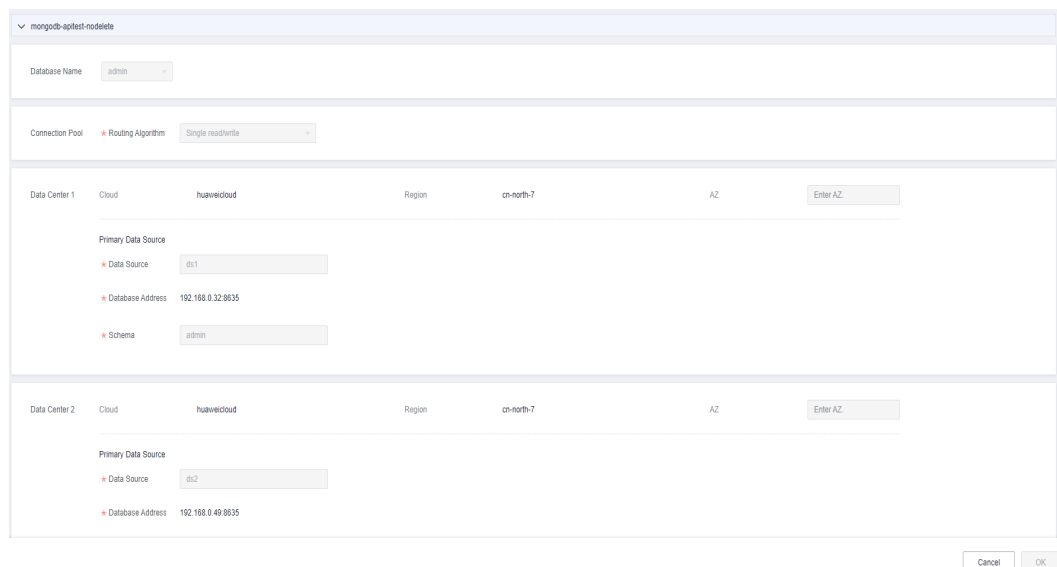 mongodb-apitest-nodelete
Database Name admin
Connection Pool * Routing Algorithm Single read/write
Data Center 1 Cloud huaweicloud Region cn-north-7 AZ Enter AZ.
Primary Data Source
* Data Source ds1
* Database Address 192.168.0.32:8635
* Schema admin
Data Center 2 Cloud huaweicloud Region cn-north-7 AZ Enter AZ.
Primary Data Source
* Data Source ds2
* Database Address 192.168.0.49:8635
Cancel OK